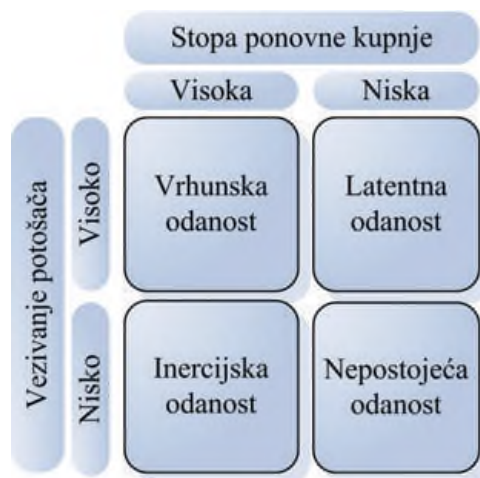 Stopa ponovne kupnje
Visoka
Niska
Vezivanje potošača
Visoko
Vrhunska
odanost
Latentna
odanost
Nisko
Inercijska
odanost
Nepostojeća
odanost